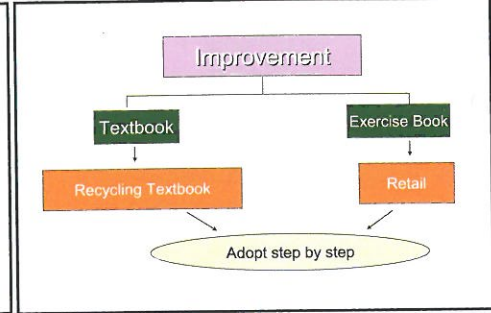 Improvement
Textbook
Exercise Book
Recycling Textbook
Retail
Adopt step by step